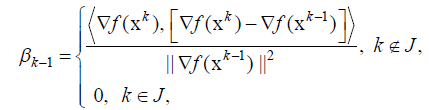 β_{k-1} = { ⟨∇f(x^k), [∇f(x^k) − ∇f(x^{k-1})]⟩ / || ∇f(x^{k-1}) ||^2 , k ∉ J,
0, k ∈ J,